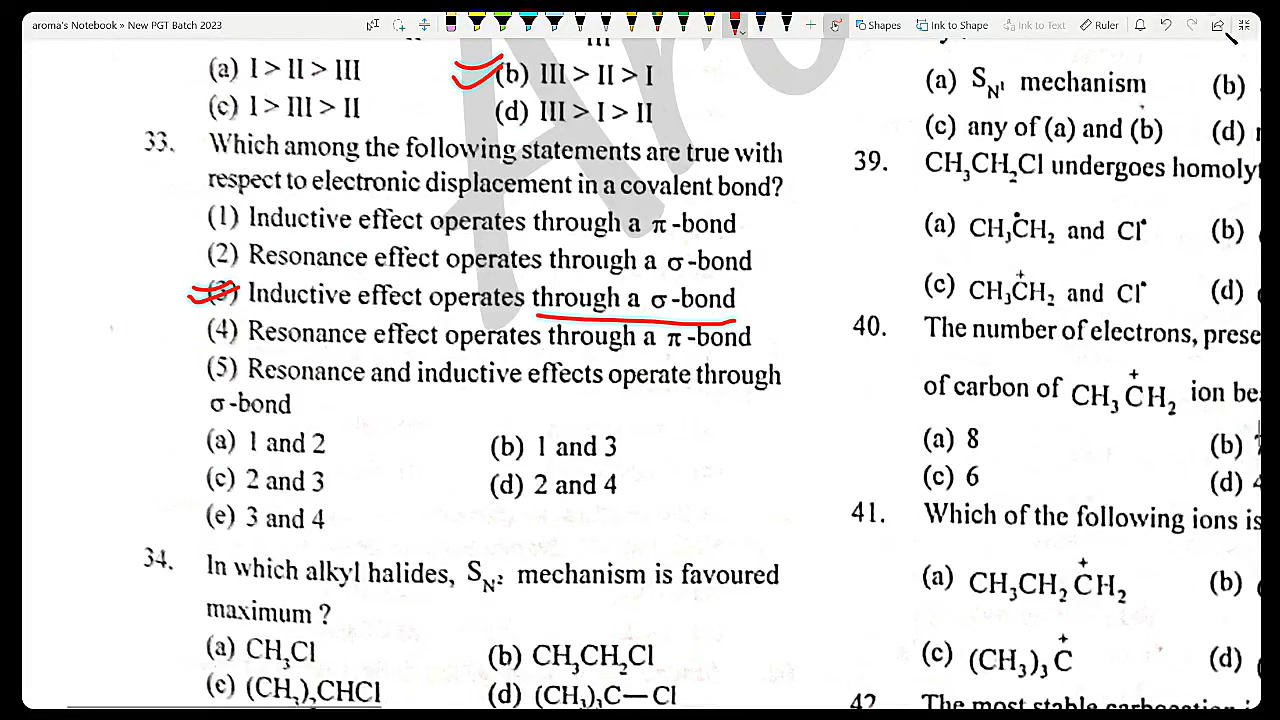 aroma's Notebook » New PGT Batch 2023
Shapes Ink to Shape Ink to Text Ruler
III
(a) I > II > III (b) III > II > I
(c) I > III > II (d) III > I > II
33. Which among the following statements are true with
respect to electronic displacement in a covalent bond?
(1) Inductive effect operates through a π-bond
(2) Resonance effect operates through a σ-bond
(3) Inductive effect operates through a σ-bond
(4) Resonance effect operates through a π-bond
(5) Resonance and inductive effects operate through
σ-bond
(a) 1 and 2 (b) 1 and 3
(c) 2 and 3 (d) 2 and 4
(e) 3 and 4
34. In which alkyl halides, S_N² mechanism is favoured
maximum ?
(a) CH₃Cl (b) CH₃CH₂Cl
(c) (CH₃)₂CHCl (d) (CH₃)₃C—Cl
(a) S_N¹ mechanism (b)
(c) any of (a) and (b) (d)
39. CH₃CH₂Cl undergoes homoly
(a) CH₃ĊH₂ and Cl• (b)
(c) CH₃C⁺H₂ and Cl• (d)
40. The number of electrons, prese
of carbon of CH₃C⁺H₂ ion be
(a) 8 (b)
(c) 6 (d)
41. Which of the following ions is
(a) CH₃CH₂C⁺H₂ (b)
(c) (CH₃)₃C⁺ (d)
42. The most stable carbocation i